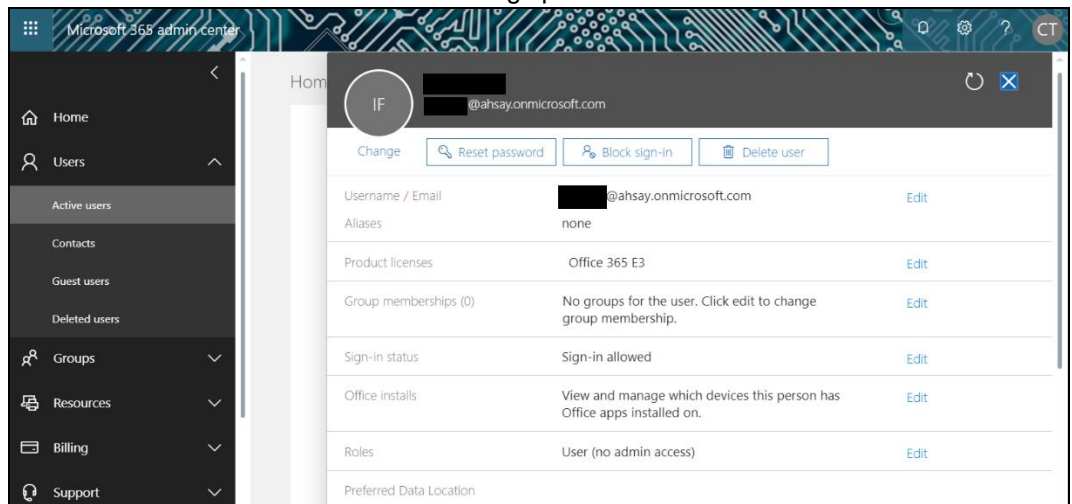 Microsoft 365 admin center
?
CT
Home
Users
Active users
Contacts
Guest users
Deleted users
Groups
Resources
Billing
Support
Hom
IF
@ahsay.onmicrosoft.com
Change Reset password Block sign-in Delete user
Username / Email @ahsay.onmicrosoft.com Edit
Aliases none
Product licenses Office 365 E3 Edit
Group memberships (0) No groups for the user. Click edit to change group membership. Edit
Sign-in status Sign-in allowed Edit
Office installs View and manage which devices this person has Office apps installed on. Edit
Roles User (no admin access) Edit
Preferred Data Location